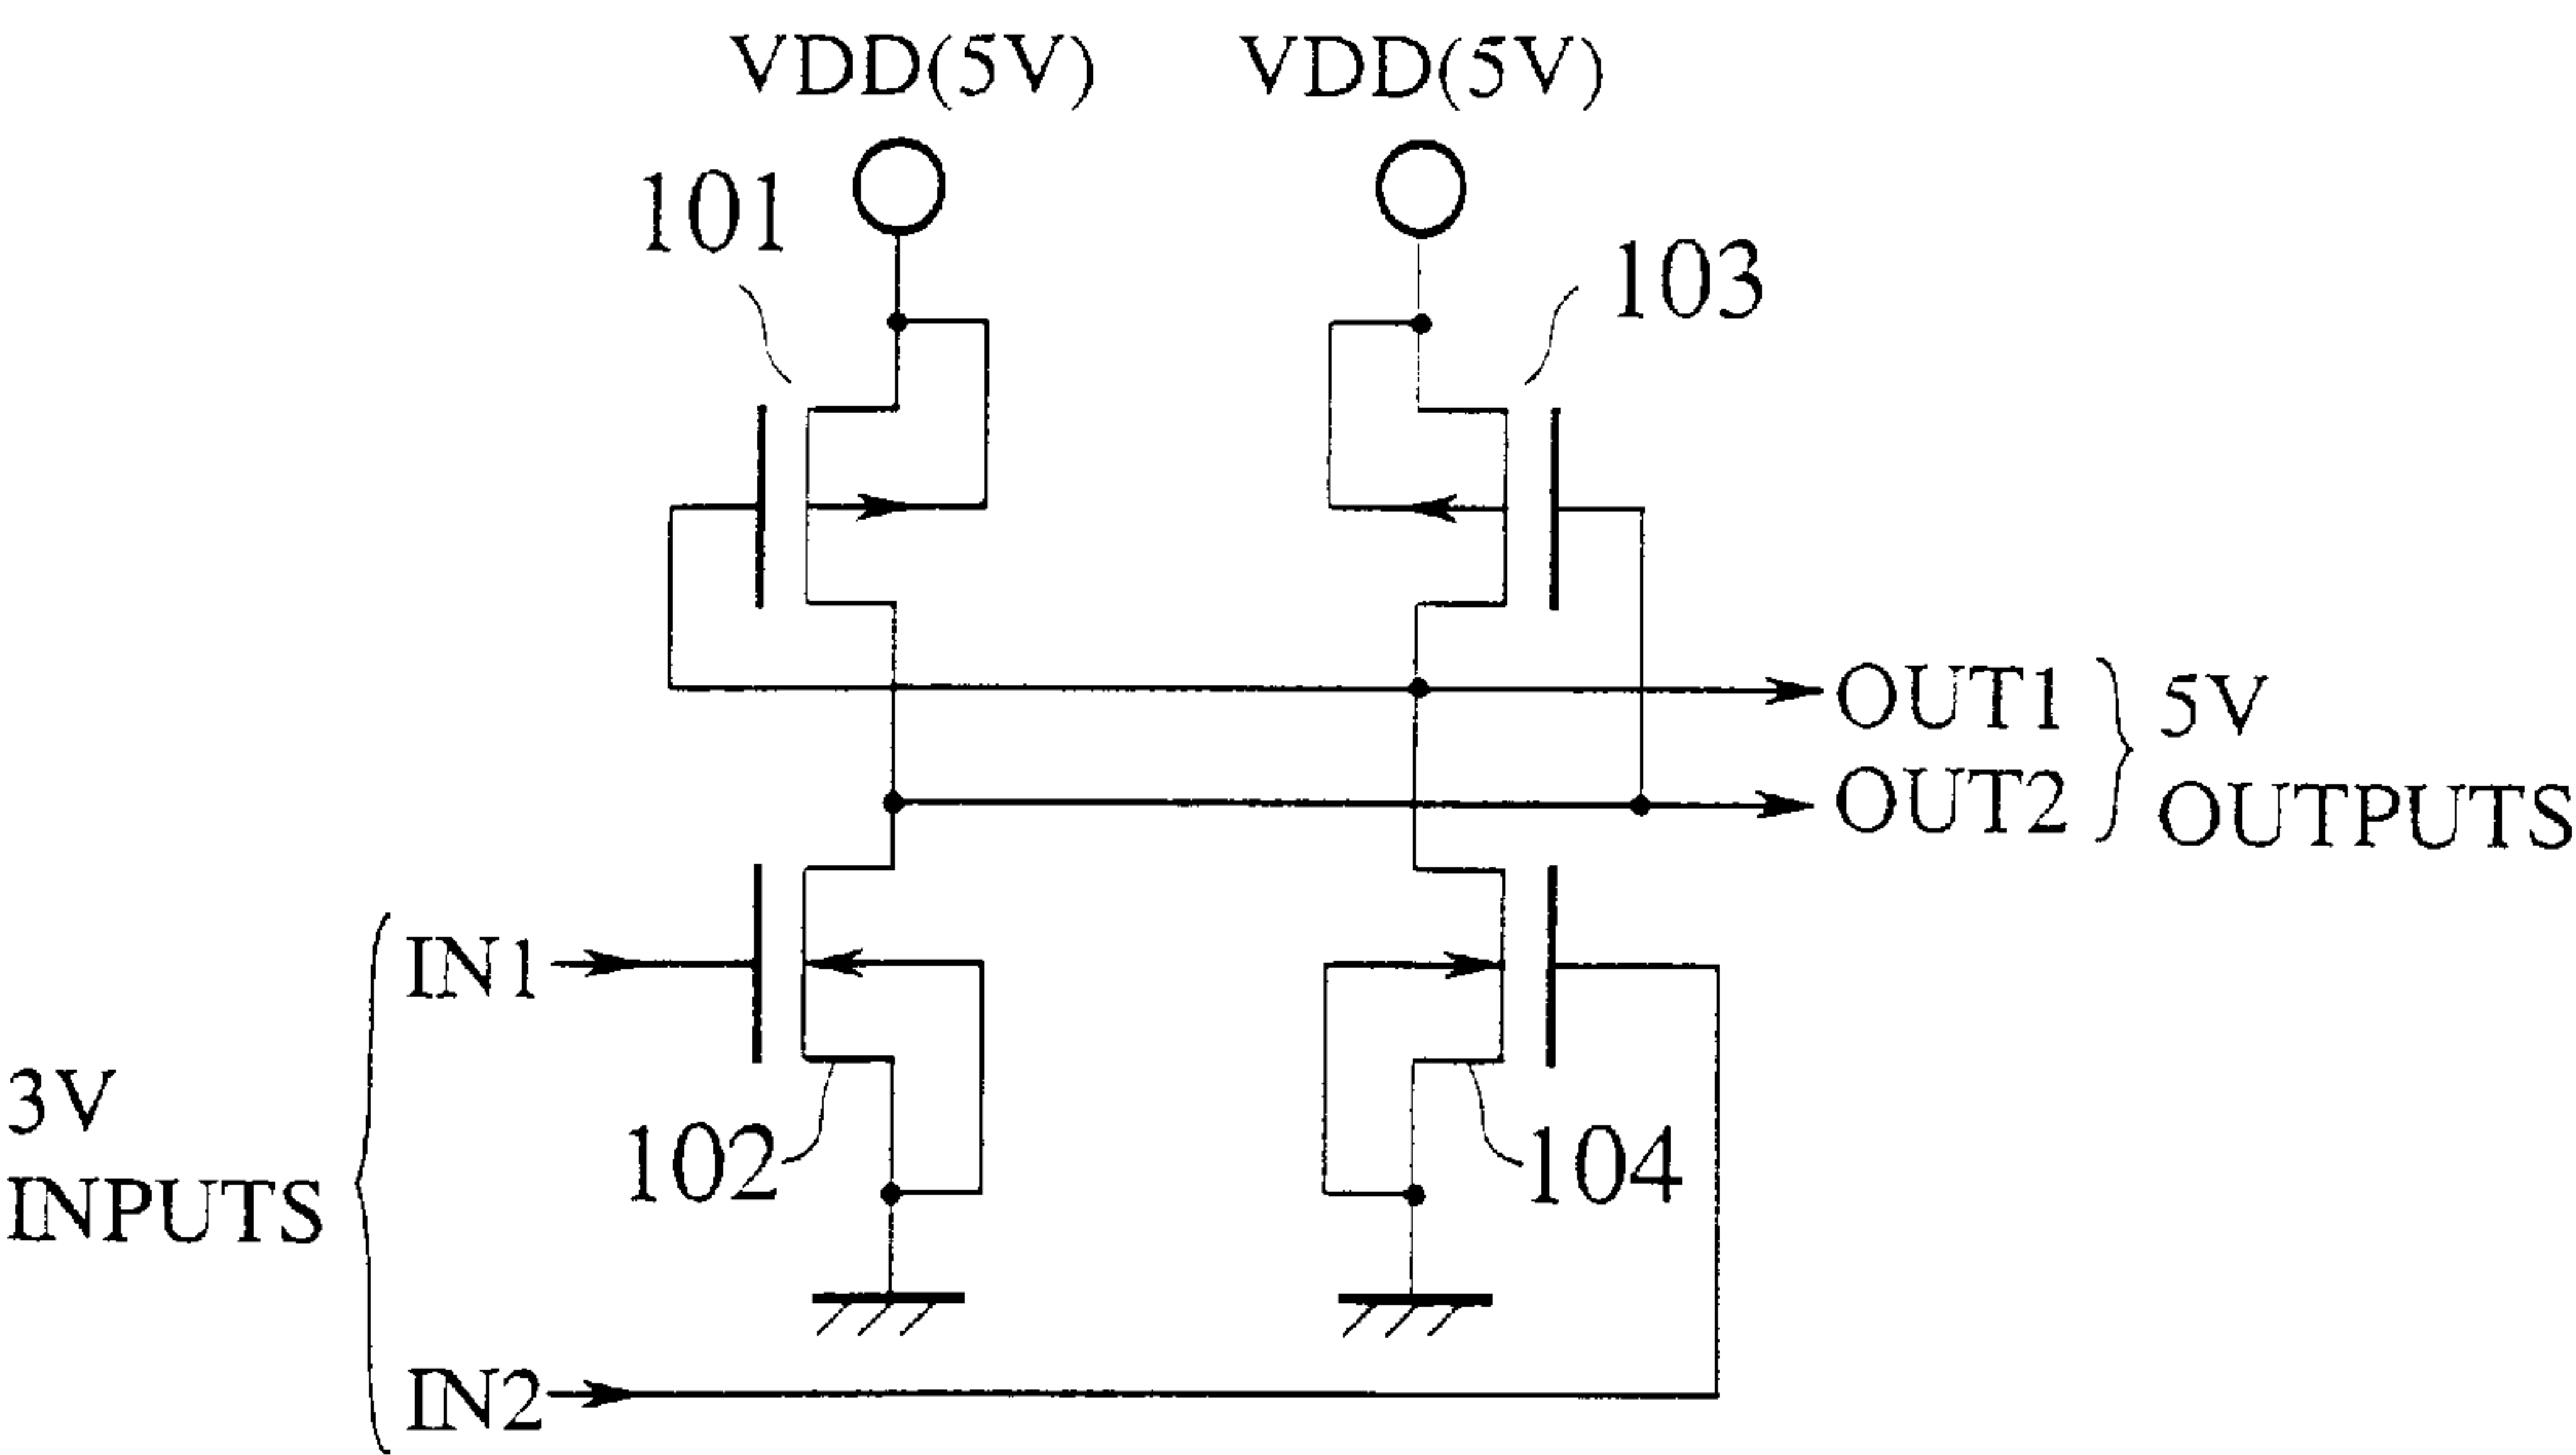 VDD(5V)
VDD(5V)
101
103
OUT1
OUT2
5V
OUTPUTS
IN1
3V
INPUTS
102
104
IN2